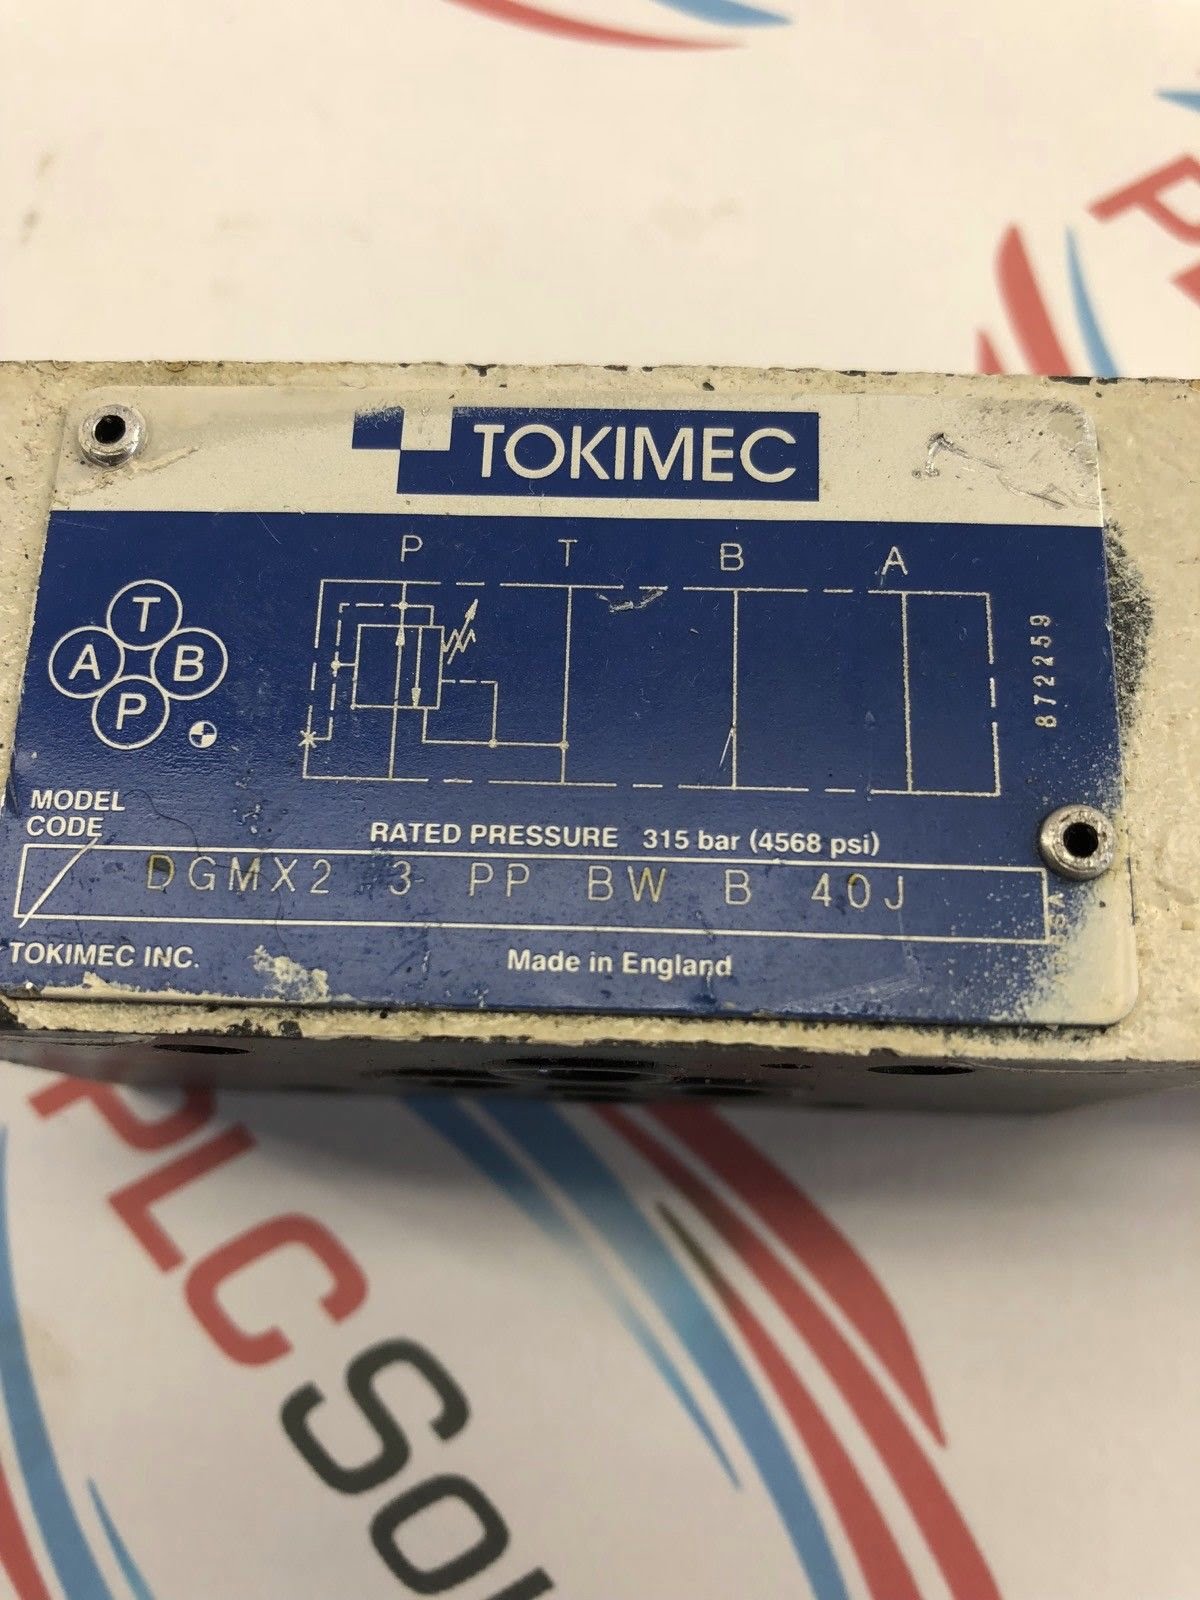 TOKIMEC
P T B A
T
A B
P
872259
MODEL
CODE
RATED PRESSURE 315 bar (4568 psi)
DGMX2 3 PP BW B 40J
TOKIMEC INC.
Made in England
PLC